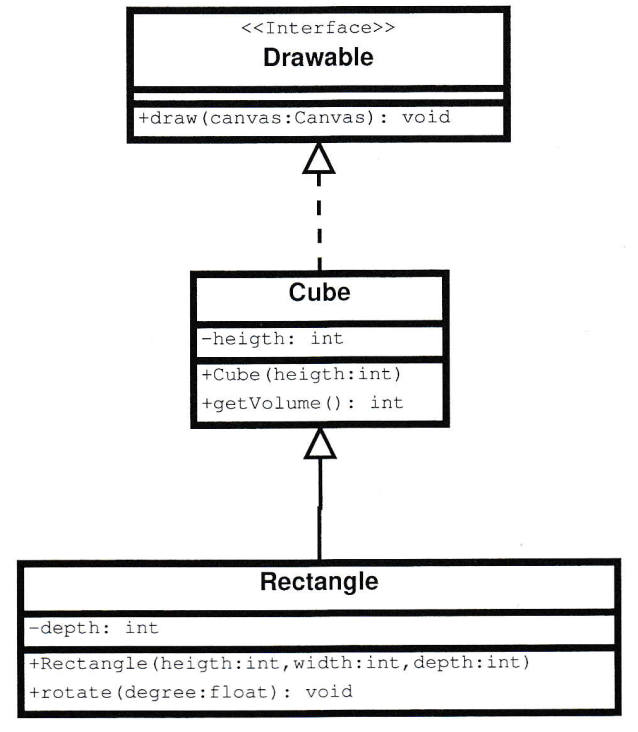 <<Interface>>
Drawable
+draw(canvas:Canvas): void
Cube
-heigth: int
+Cube(heigth:int)
+getVolume(): int
Rectangle
-depth: int
+Rectangle(heigth:int,width:int,depth:int)
+rotate(degree:float): void